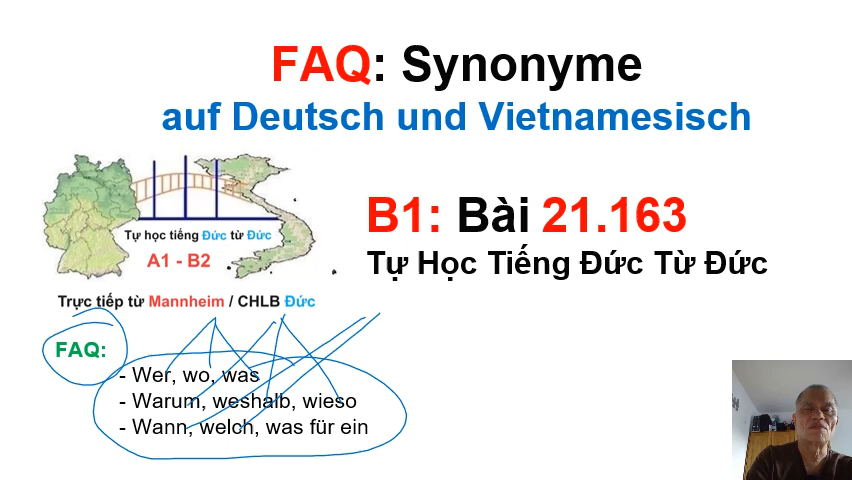 FAQ: Synonyme
auf Deutsch und Vietnamesisch
Tự học tiếng Đức từ Đức
A1 - B2
B1: Bài 21.163
Tự Học Tiếng Đức Từ Đức
Trực tiếp từ Mannheim / CHLB Đức
FAQ:
- Wer, wo, was
- Warum, weshalb, wieso
- Wann, welch, was für ein